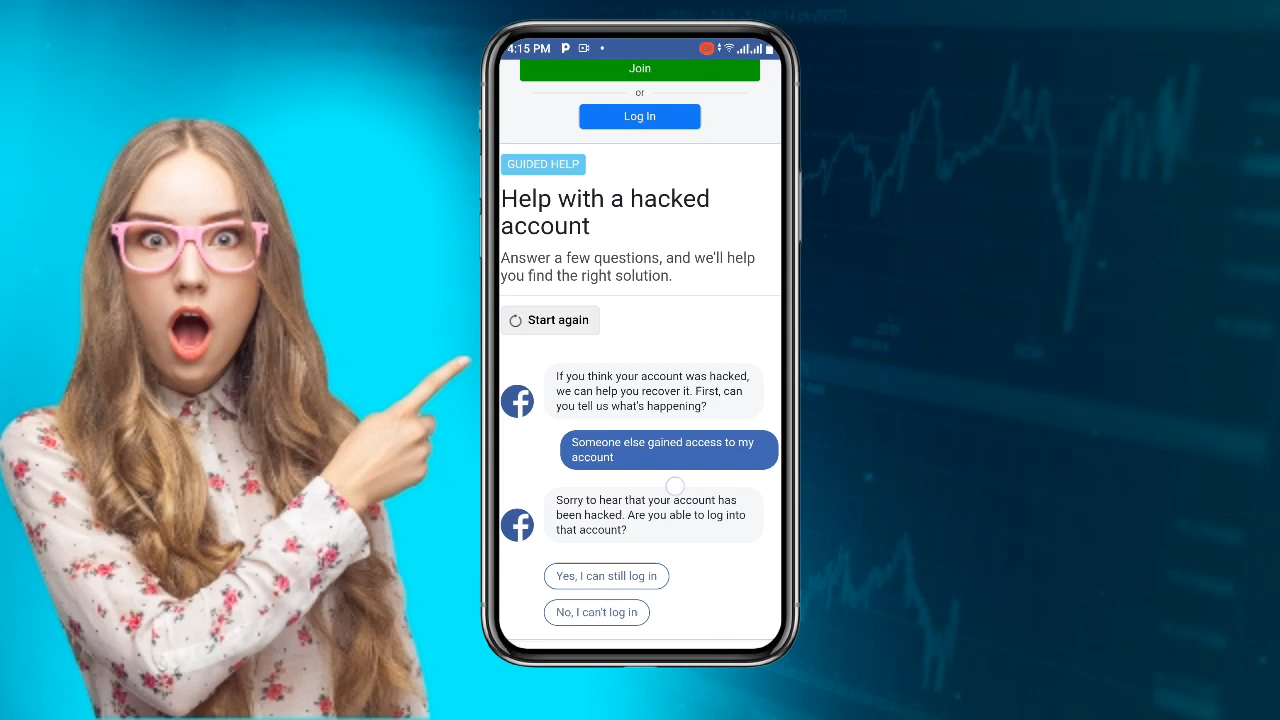 4:15 PM
Join
or
Log In
GUIDED HELP
Help with a hacked
account
Answer a few questions, and we'll help
you find the right solution.
Start again
If you think your account was hacked,
we can help you recover it. First, can
you tell us what's happening?
Someone else gained access to my
account
Sorry to hear that your account has
been hacked. Are you able to log into
that account?
Yes, I can still log in
No, I can't log in